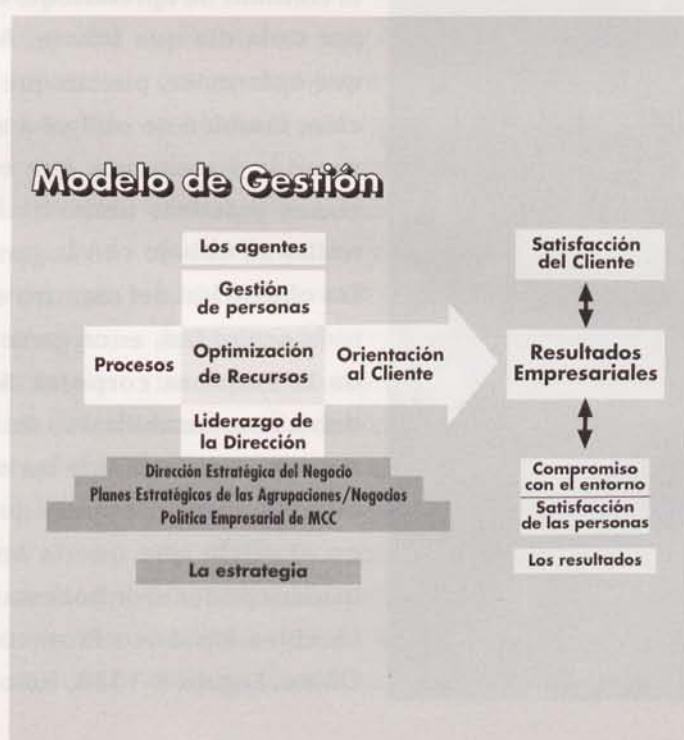 Modelo de Gestión
Los agentes
Gestión
de personas
Procesos
Optimización
de Recursos
Orientación
al Cliente
Liderazgo de
la Dirección
Dirección Estratégica del Negocio
Planes Estratégicos de las Agrupaciones/Negocios
Política Empresarial de MCC
La estrategia
Satisfacción
del Cliente
Resultados
Empresariales
Compromiso
con el entorno
Satisfacción
de las personas
Los resultados